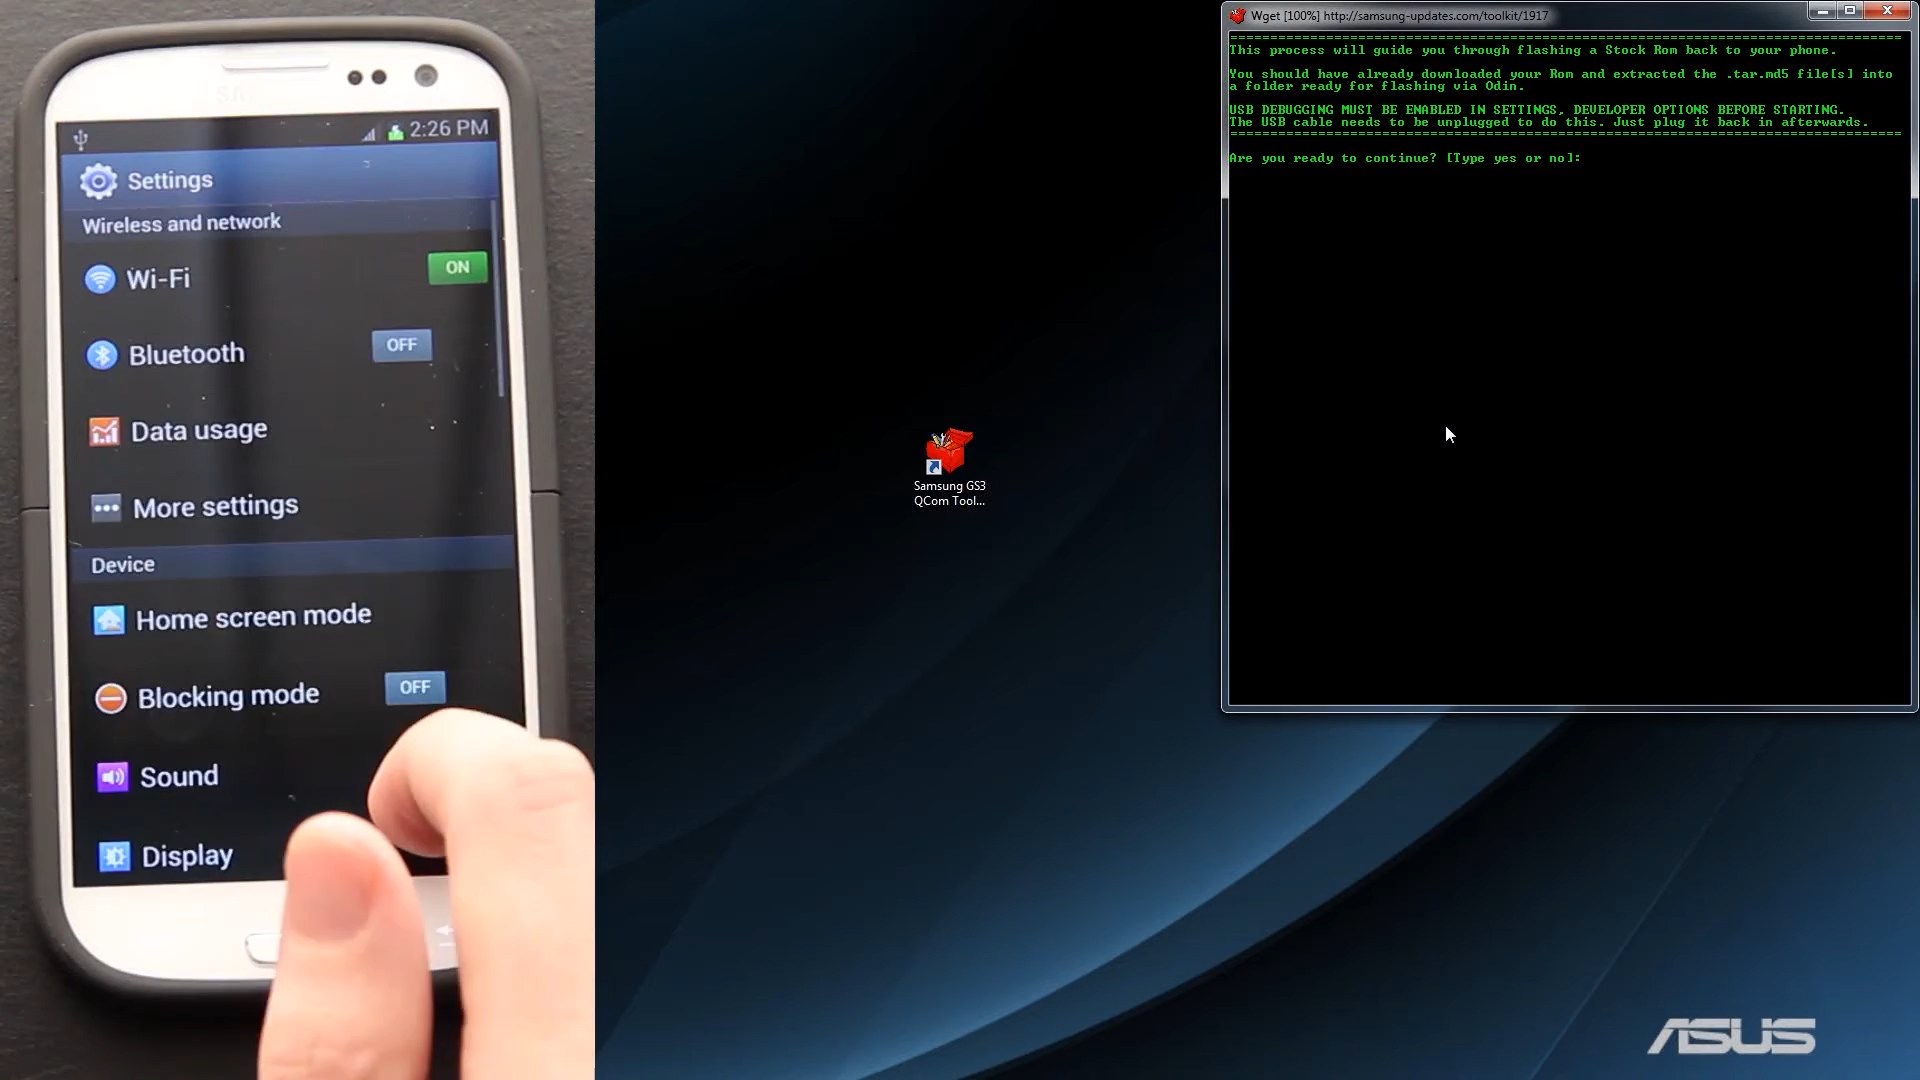 2:26 PM
Settings
Wireless and network
Wi-Fi
ON
Bluetooth
OFF
Data usage
More settings
Device
Home screen mode
Blocking mode
OFF
Sound
Display
Samsung GS3
QCom Tool...
Wget [100%] http://samsung-updates.com/toolkit/1917
================================================================================
This process will guide you through flashing a Stock Rom back to your phone.
You should have already downloaded your Rom and extracted the .tar.md5 file[s] into
a folder ready for flashing via Odin.
USB DEBUGGING MUST BE ENABLED IN SETTINGS, DEVELOPER OPTIONS BEFORE STARTING.
The USB cable needs to be unplugged to do this. Just plug it back in afterwards.
================================================================================
Are you ready to continue? [Type yes or no]:
ASUS